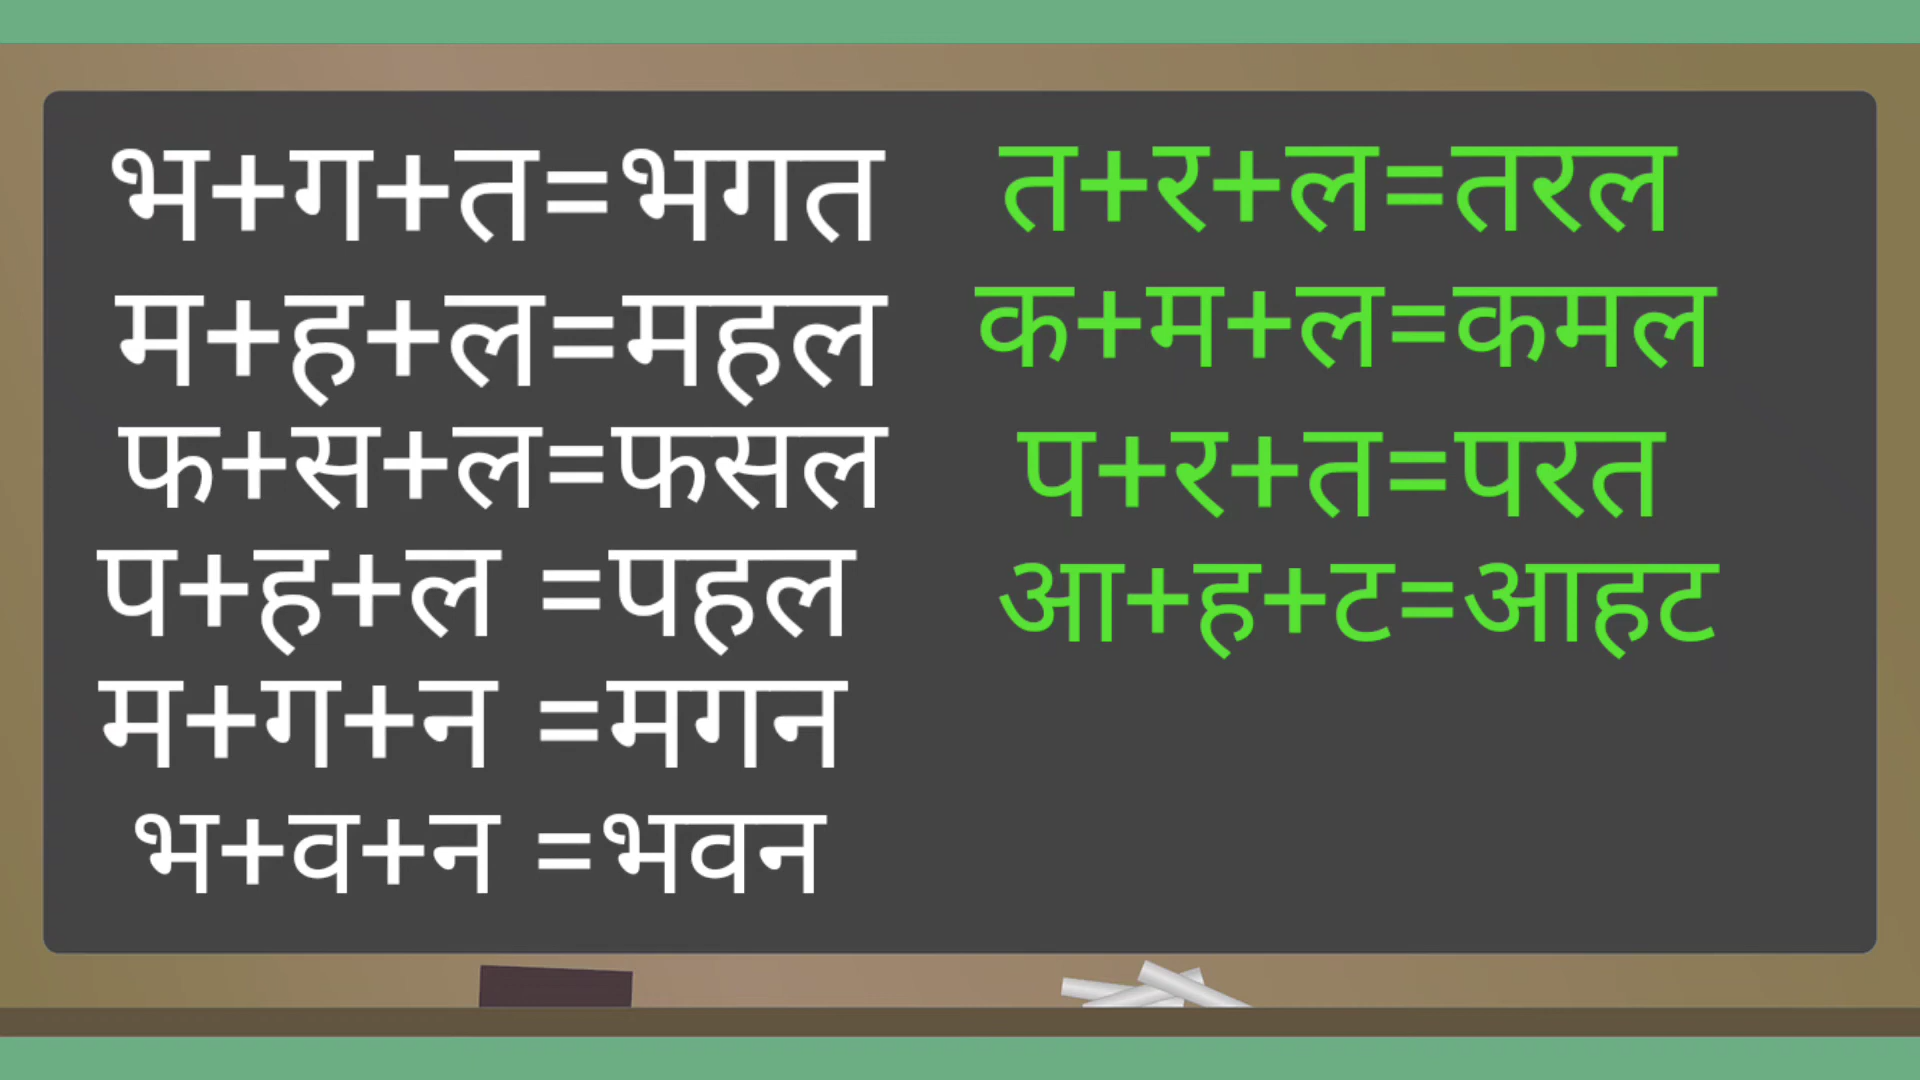 भ+ग+त=भगत
म+ह+ल=महल
फ+स+ल=फसल
प+ह+ल =पहल
म+ग+न =मगन
भ+व+न =भवन
त+र+ल=तरल
क+म+ल=कमल
प+र+त=परत
आ+ह+ट=आहट